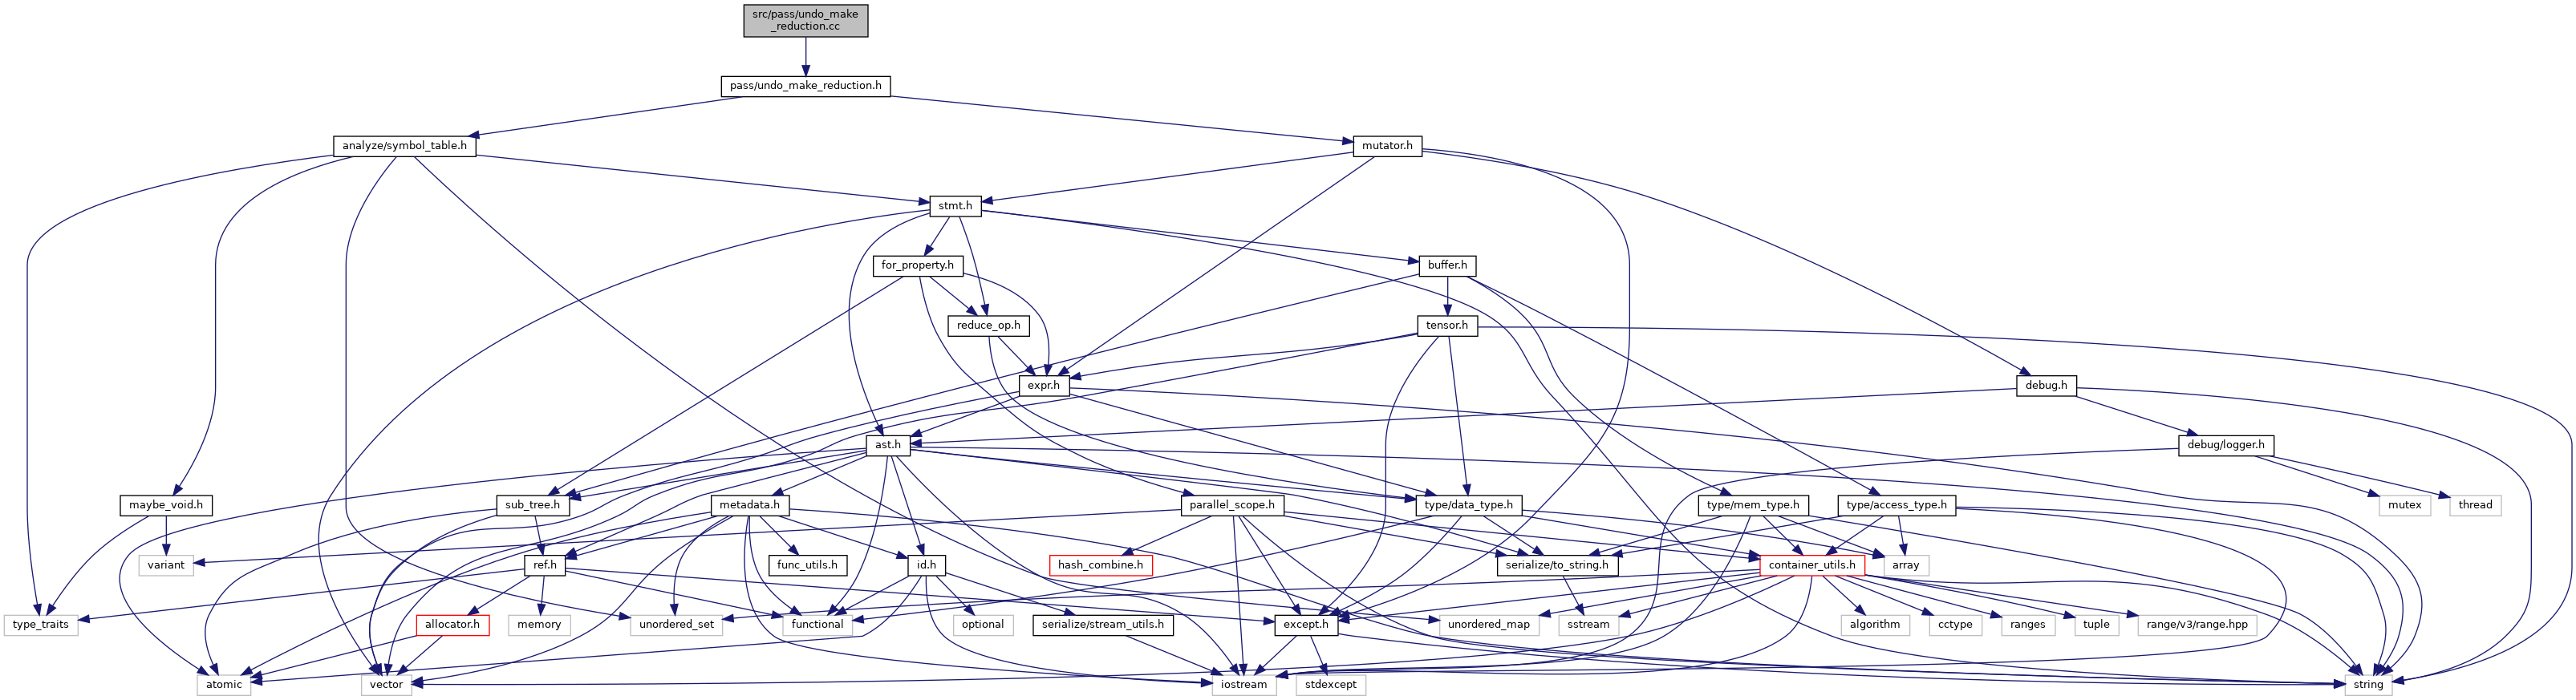 src/pass/undo_make
_reduction.cc
pass/undo_make_reduction.h
analyze/symbol_table.h
mutator.h
stmt.h
for_property.h
buffer.h
reduce_op.h
tensor.h
expr.h
debug.h
ast.h
debug/logger.h
maybe_void.h
sub_tree.h
metadata.h
parallel_scope.h
type/data_type.h
type/mem_type.h
type/access_type.h
mutex
thread
variant
ref.h
func_utils.h
id.h
hash_combine.h
serialize/to_string.h
container_utils.h
array
type_traits
allocator.h
memory
unordered_set
functional
optional
serialize/stream_utils.h
except.h
unordered_map
sstream
algorithm
cctype
ranges
tuple
range/v3/range.hpp
atomic
vector
iostream
stdexcept
string